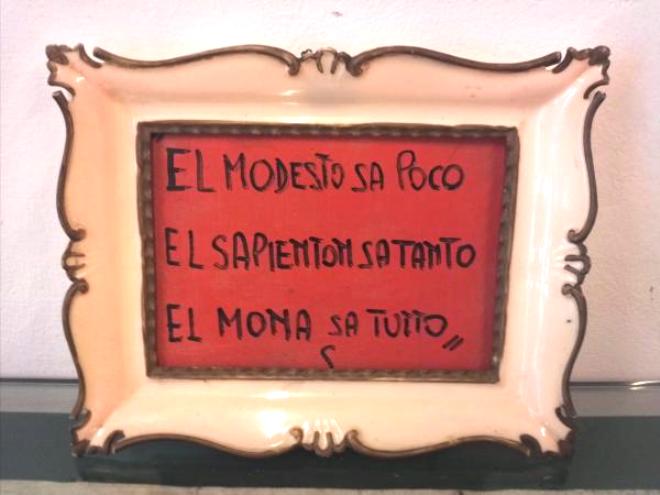 EL MODESTO SA POCO
EL SAPIENTON SA TANTO
EL MONA SA TUTTO